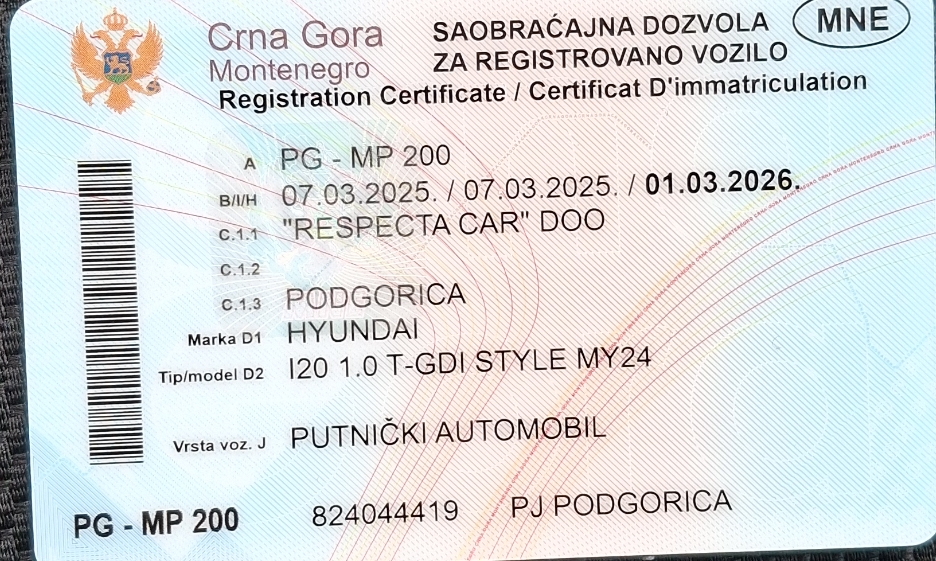 Crna Gora
Montenegro
SAOBRAĆAJNA DOZVOLA
ZA REGISTROVANO VOZILO
MNE
Registration Certificate / Certificat D'immatriculation
A PG - MP 200
B/I/H 07.03.2025. / 07.03.2025. / 01.03.2026.
C.1.1 "RESPECTA CAR" DOO
C.1.2
C.1.3 PODGORICA
Marka D1 HYUNDAI
Tip/model D2 I20 1.0 T-GDI STYLE MY24
Vrsta voz. J PUTNIČKI AUTOMOBIL
PG - MP 200 824044419 PJ PODGORICA